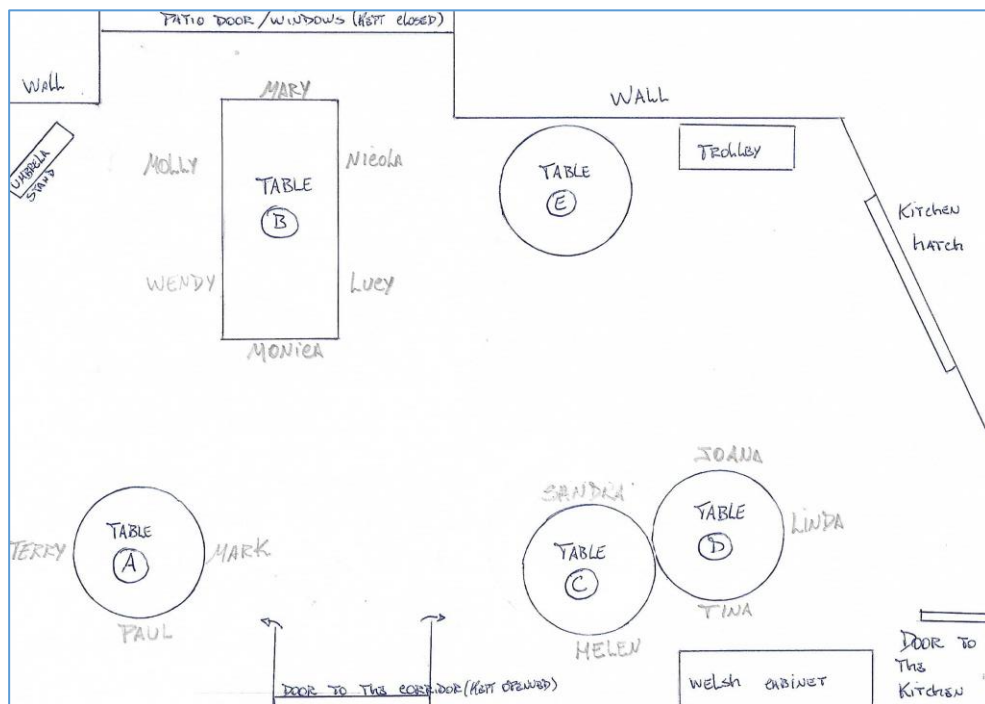 PATIO DOOR/WINDOWS (KEPT CLOSED)
WALL
MARY
WALL
UMBRELA
STAND
MOLLY
NICOLA
TABLE
B
TABLE
E
TROLLEY
KITCHEN
HATCH
WENDY
LUCY
MONICA
JOANA
SANDRA
TABLE
D
LINDA
TERRY
TABLE
A
MARK
TABLE
C
TINA
PAUL
HELEN
DOOR TO
THE
KITCHEN
DOOR TO THE CORRIDOR (KEPT OPENED)
WELSH CABINET